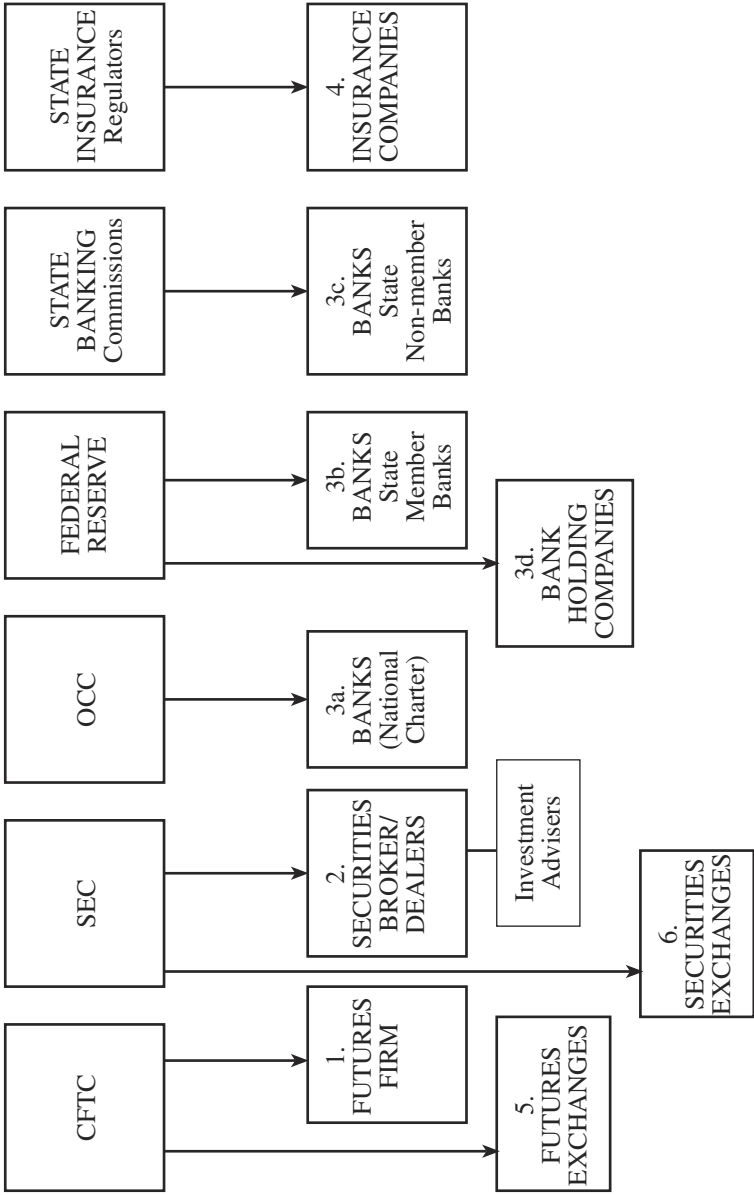 CFTC
SEC
OCC
FEDERAL
RESERVE
STATE
BANKING
Commissions
STATE
INSURANCE
Regulators
1.
FUTURES
FIRM
2.
SECURITIES
BROKER/
DEALERS
3a.
BANKS
(National
Charter)
3b.
BANKS
State
Member
Banks
3c.
BANKS
State
Non-member
Banks
4.
INSURANCE
COMPANIES
5.
FUTURES
EXCHANGES
Investment
Advisers
3d.
BANK
HOLDING
COMPANIES
6.
SECURITIES
EXCHANGES